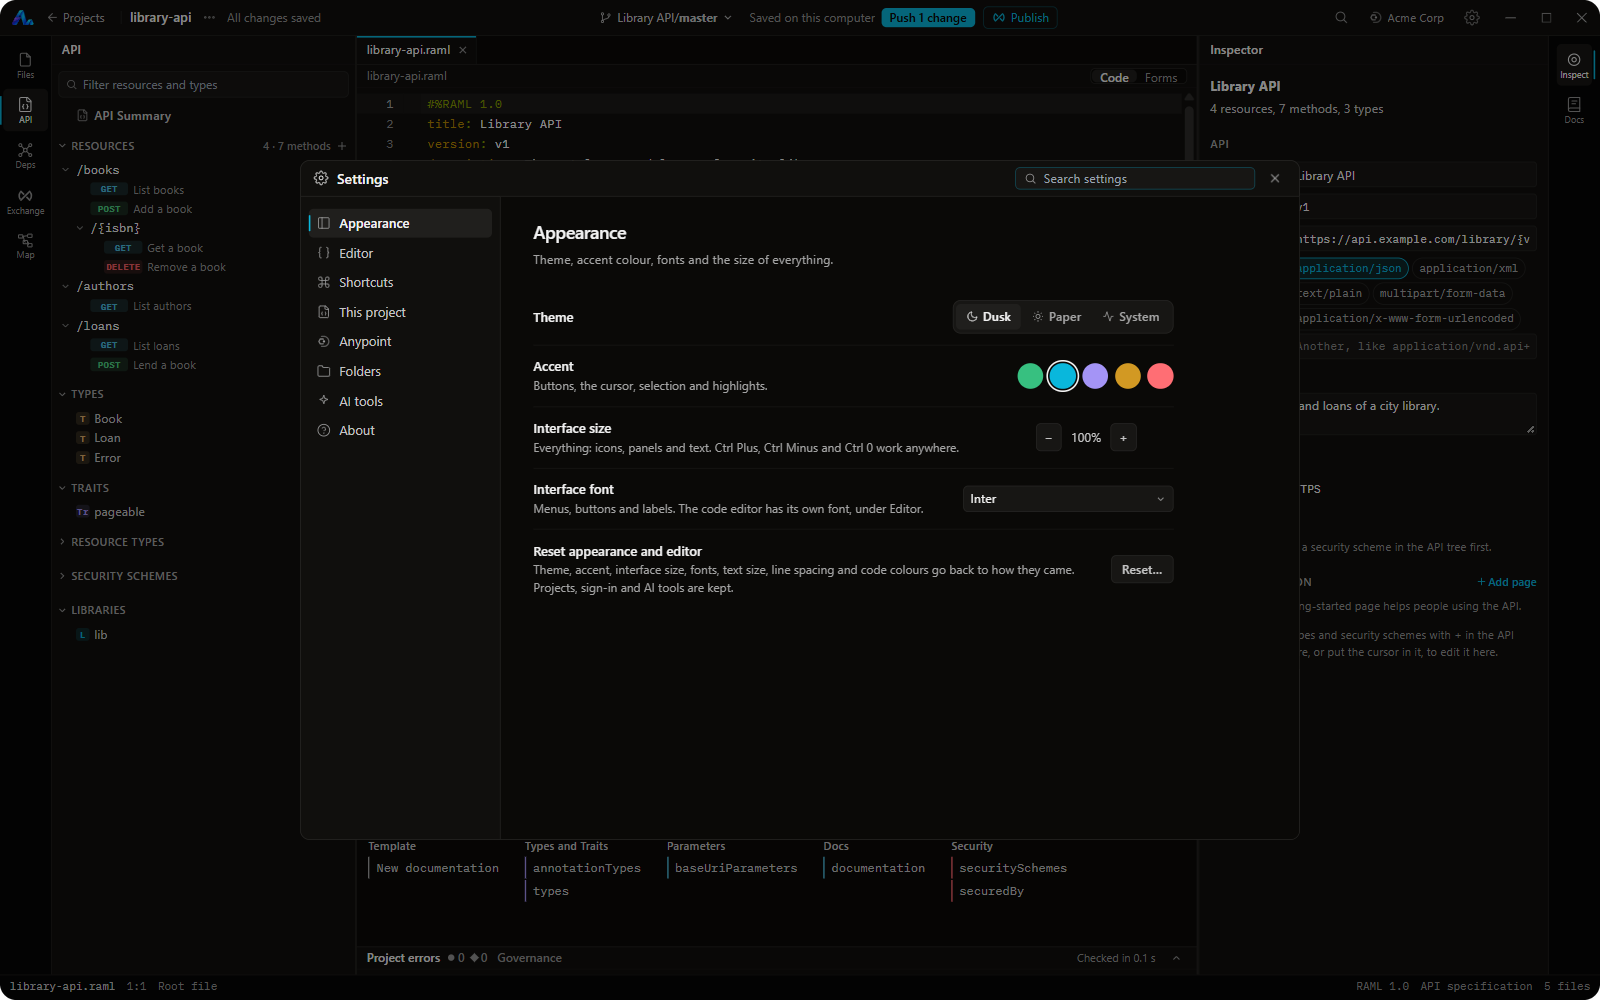 Projects
library-api
All changes saved
Library API/master
Saved on this computer
Push 1 change
Publish
Acme Corp
Files
API
Deps
Exchange
Map
API
Filter resources and types
API Summary
RESOURCES
4 · 7 methods
/books
GET List books
POST Add a book
/{isbn}
GET Get a book
DELETE Remove a book
/authors
GET List authors
/loans
GET List loans
POST Lend a book
TYPES
T Book
T Loan
T Error
TRAITS
Tr pageable
RESOURCE TYPES
SECURITY SCHEMES
LIBRARIES
L lib
library-api.raml
library-api.raml
Code Forms
1 #%RAML 1.0
2 title: Library API
3 version: v1
Settings
Search settings
Appearance
Editor
Shortcuts
This project
Anypoint
Folders
AI tools
About
Appearance
Theme, accent colour, fonts and the size of everything.
Theme
Dusk Paper System
Accent
Buttons, the cursor, selection and highlights.
Interface size
Everything: icons, panels and text. Ctrl Plus, Ctrl Minus and Ctrl 0 work anywhere.
− 100% +
Interface font
Menus, buttons and labels. The code editor has its own font, under Editor.
Inter
Reset appearance and editor
Theme, accent, interface size, fonts, text size, line spacing and code colours go back to how they came.
Projects, sign-in and AI tools are kept.
Reset...
Template
New documentation
Types and Traits
annotationTypes
types
Parameters
baseUriParameters
Docs
documentation
Security
securitySchemes
securedBy
Project errors 0 0 Governance
Checked in 0.1 s
Inspector
Library API
4 resources, 7 methods, 3 types
API
Library API
v1
https://api.example.com/library/{v
application/json application/xml
text/plain multipart/form-data
application/x-www-form-urlencoded
Another, like application/vnd.api+
and loans of a city library.
TPS
a security scheme in the API tree first.
ON
+ Add page
ng-started page helps people using the API.
pes and security schemes with + in the API
re, or put the cursor in it, to edit it here.
Inspect
Docs
library-api.raml 1:1 Root file
RAML 1.0 API specification 5 files